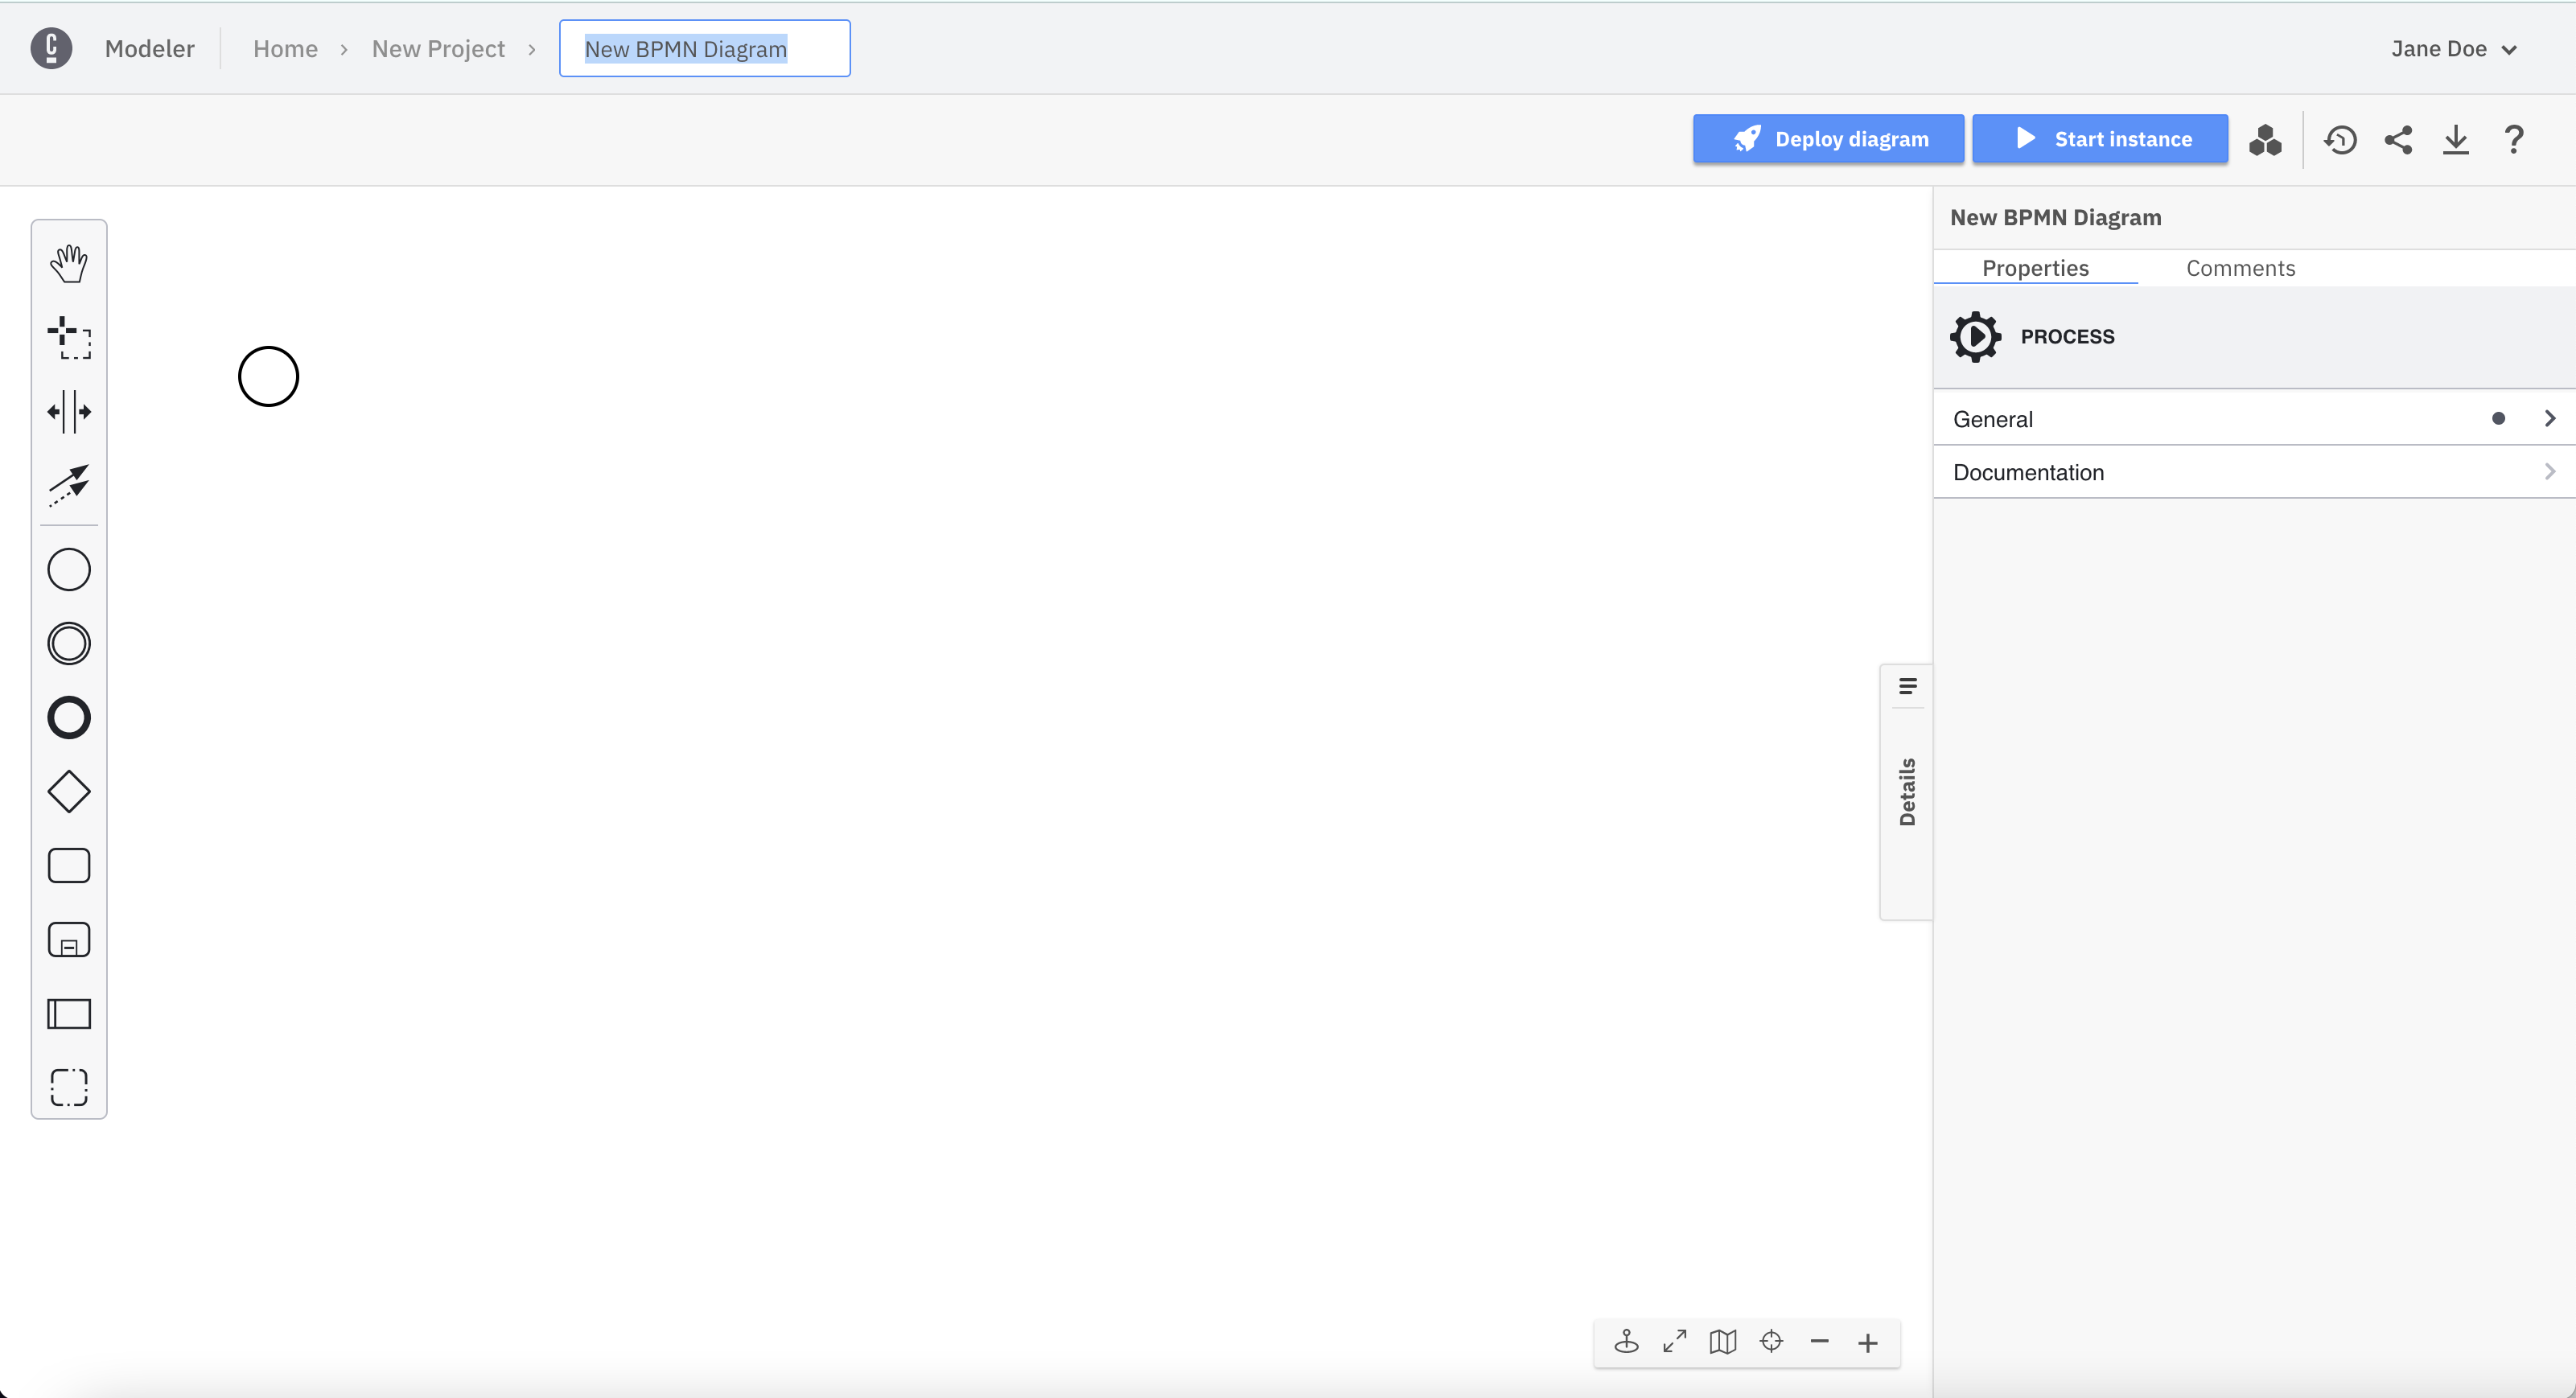 Modeler
Home
New Project
New BPMN Diagram
Jane Doe
Deploy diagram
Start instance
New BPMN Diagram
Properties
Comments
PROCESS
General
Documentation
Details